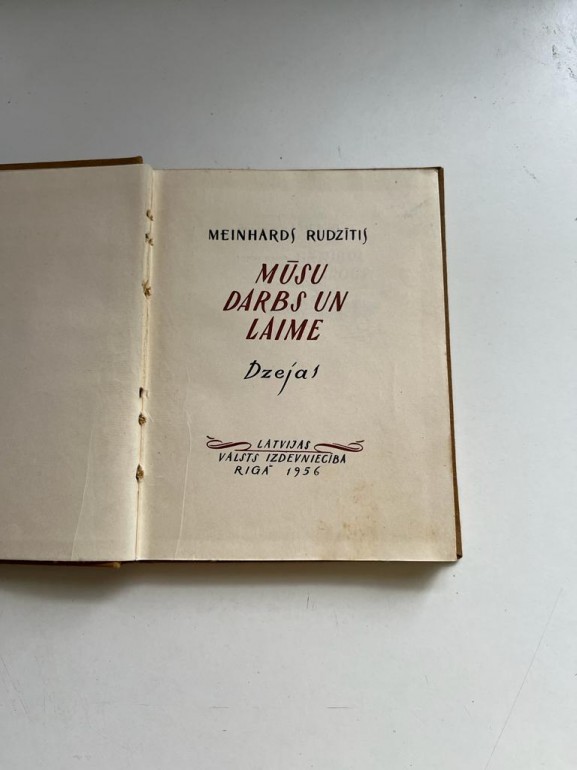 MEINHARDS RUDZĪTIS
MŪSU
DARBS UN
LAIME
Dzejas
LATVIJAS
VALSTS IZDEVNIECĪBA
RĪGĀ 1956